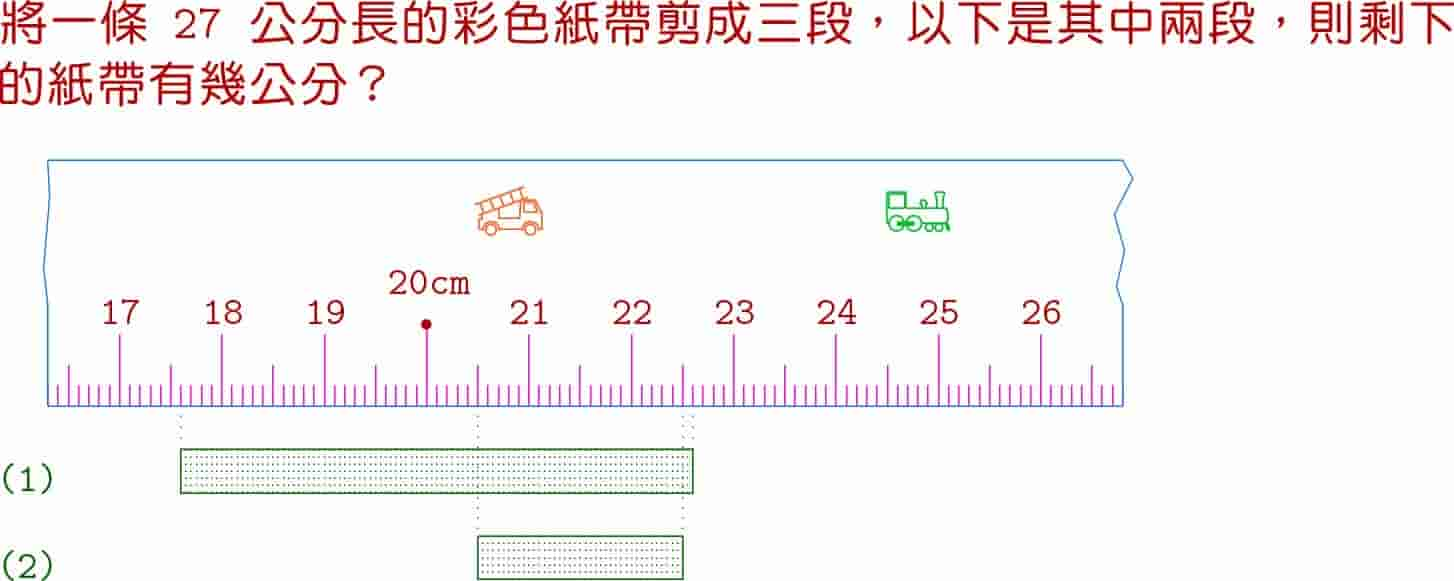 將一條 27 公分長的彩色紙帶剪成三段，以下是其中兩段，則剩下
的紙帶有幾公分？
20cm
17 18 19 21 22 23 24 25 26
(1)
(2)